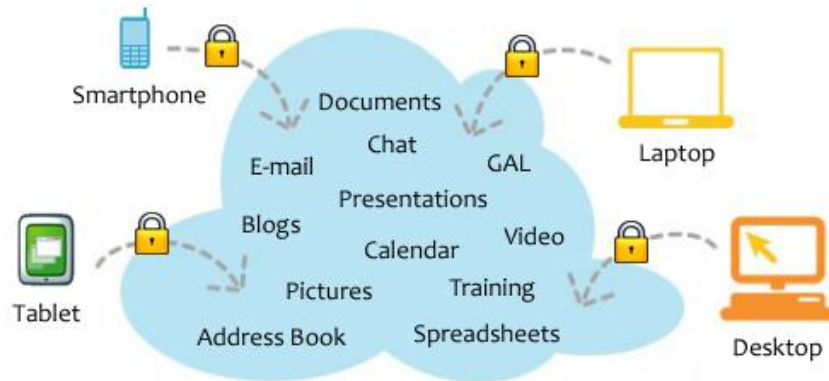 Smartphone
Documents
Chat
E-mail
GAL
Laptop
Presentations
Blogs
Video
Calendar
Tablet
Pictures
Training
Address Book
Spreadsheets
Desktop